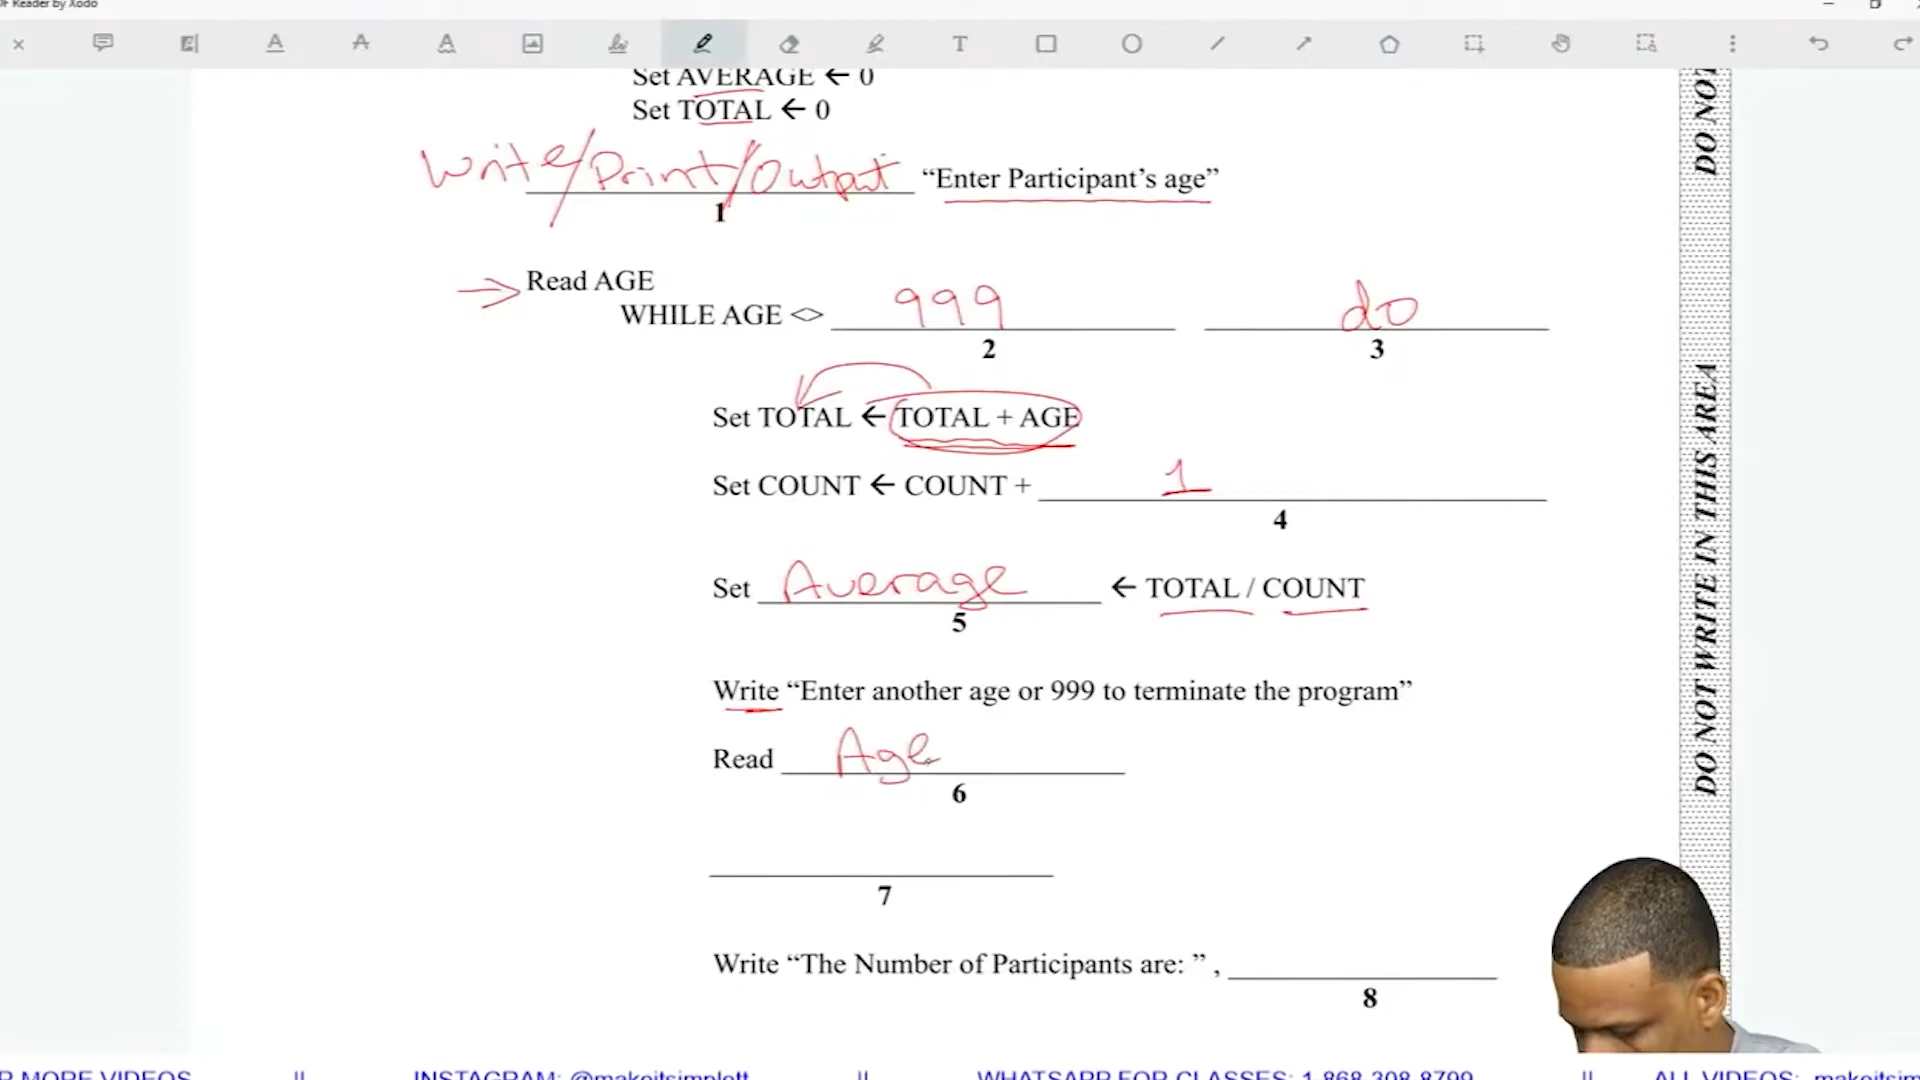 DF Reader by Xodo
Set AVERAGE ← 0
Set TOTAL ← 0
Write/Print/Output “Enter Participant’s age”
1
Read AGE
WHILE AGE <> 999 do
2 3
Set TOTAL ← TOTAL + AGE
Set COUNT ← COUNT + 1
4
Set Average ← TOTAL / COUNT
5
Write “Enter another age or 999 to terminate the program”
Read Age
6
7
Write “The Number of Participants are: ” ,
8
DO NOT
DO NOT WRITE IN THIS AREA
R MORE VIDEOS || INSTAGRAM: @makeitsimplett || WHATSAPP FOR CLASSES: 1-868-308-8799 || ALL VIDEOS: makeitsim